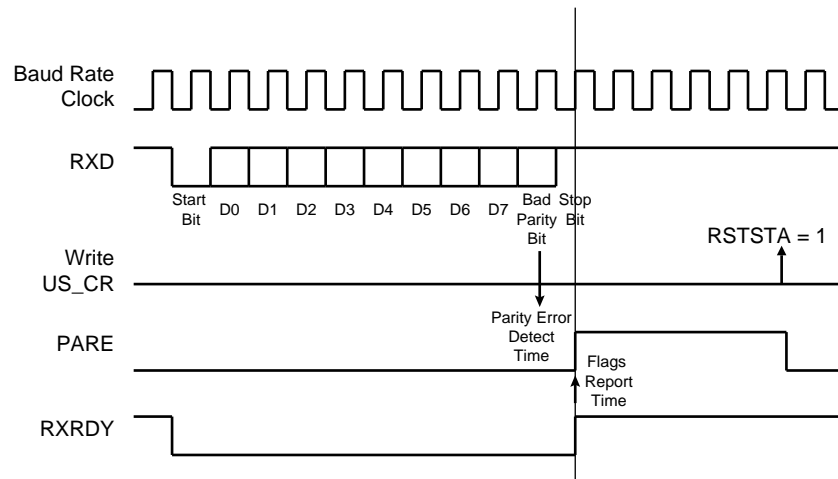 Baud Rate
Clock
RXD
Start
Bit
D0 D1 D2 D3 D4 D5 D6 D7
Bad
Parity
Bit
Stop
Bit
RSTSTA = 1
Write
US_CR
Parity Error
Detect
Time
PARE
Flags
Report
Time
RXRDY